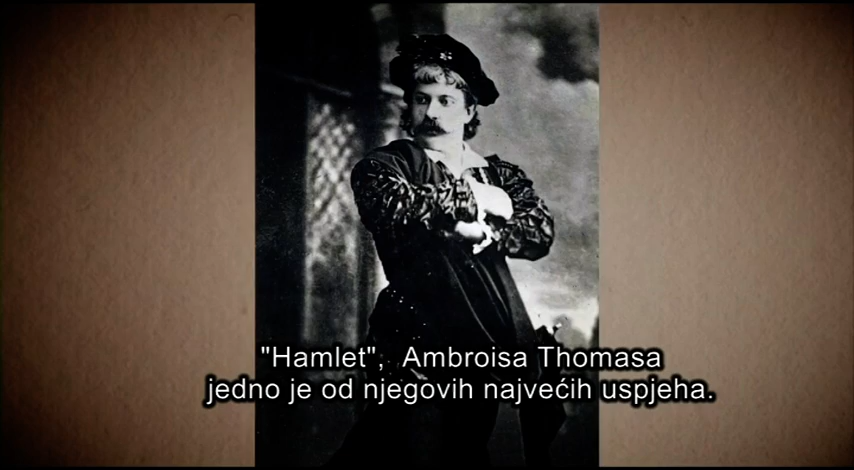 "Hamlet", Ambroisa Thomasa
jedno je od njegovih najvećih uspjeha.